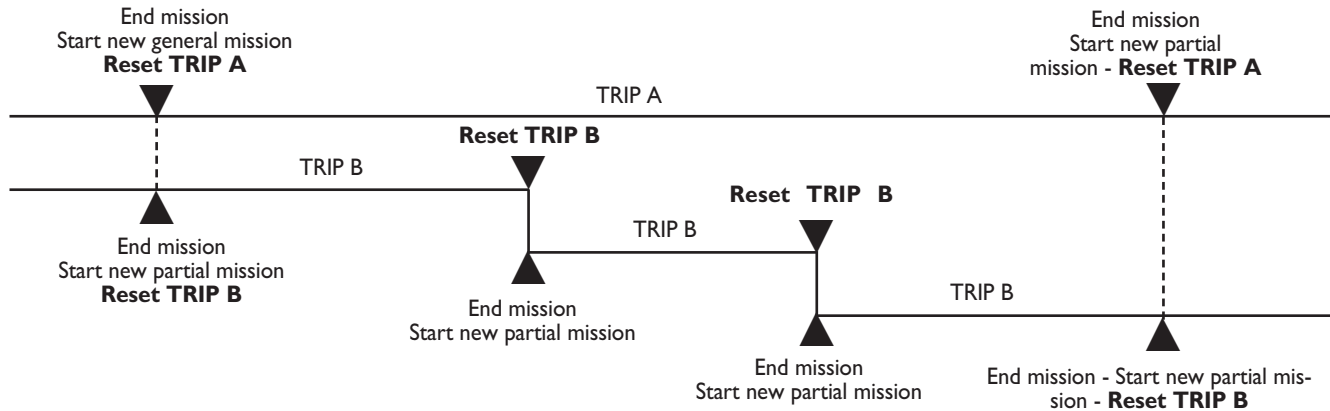 End mission
Start new general mission
Reset TRIP A
End mission
Start new partial
mission - Reset TRIP A
TRIP A
Reset TRIP B
TRIP B
Reset TRIP B
End mission
Start new partial mission
Reset TRIP B
TRIP B
End mission
Start new partial mission
TRIP B
End mission
Start new partial mission
End mission - Start new partial mis-
sion - Reset TRIP B